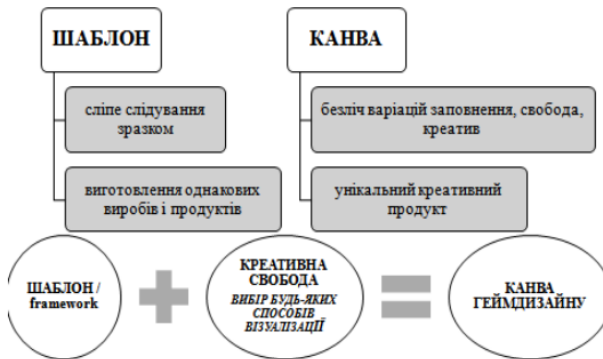 ШАБЛОН
КАНВА
сліпе слідування
зразком
безліч варіацій заповнення, свобода,
креатив
виготовлення однакових
виробів і продуктів
унікальний креативний
продукт
ШАБЛОН /
framework
КРЕАТИВНА
СВОБОДА
ВИБІР БУДЬ-ЯКИХ
СПОСОБІВ
ВІЗУАЛІЗАЦІЇ
КАНВА
ГЕЙМДИЗАЙНУ